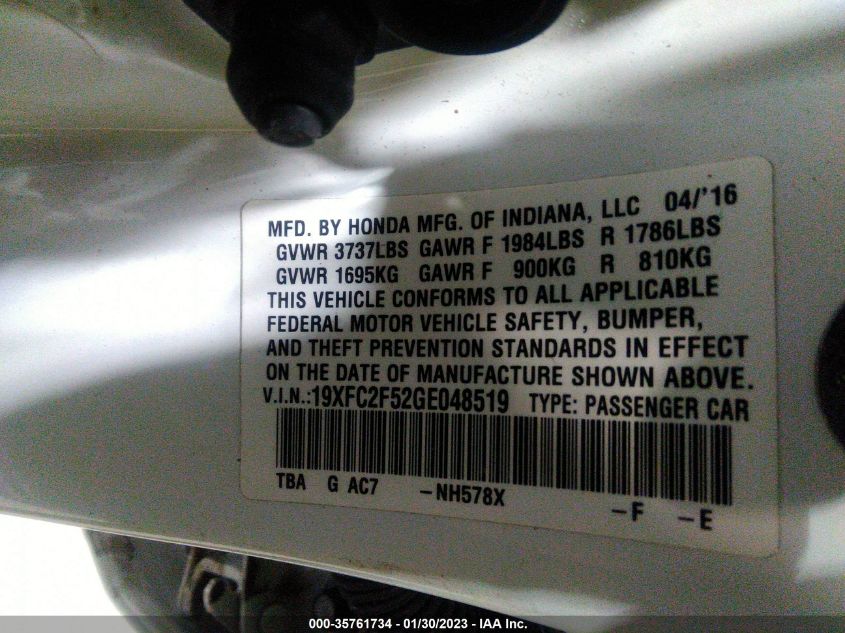 MFD. BY HONDA MFG. OF INDIANA, LLC 04/'16
GVWR 3737LBS GAWR F 1984LBS R 1786LBS
GVWR 1695KG GAWR F 900KG R 810KG
THIS VEHICLE CONFORMS TO ALL APPLICABLE
FEDERAL MOTOR VEHICLE SAFETY, BUMPER,
AND THEFT PREVENTION STANDARDS IN EFFECT
ON THE DATE OF MANUFACTURE SHOWN ABOVE.
V.I.N.:19XFC2F52GE048519 TYPE: PASSENGER CAR
TBA G AC7 -NH578X -F -E
000-35761734 - 01/30/2023 - IAA Inc.